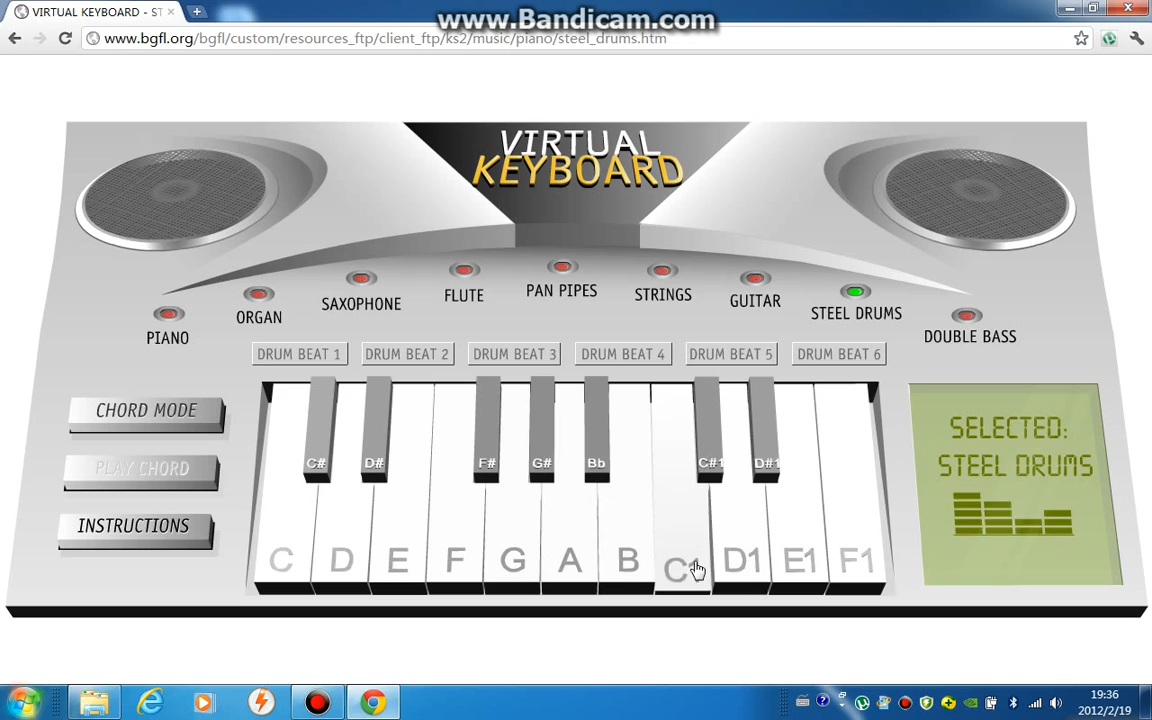 www.Bandicam.com
VIRTUAL KEYBOARD - ST
www.bgfl.org/bgfl/custom/resources_ftp/client_ftp/ks2/music/piano/steel_drums.htm
VIRTUAL
KEYBOARD
PIANO
ORGAN
SAXOPHONE
FLUTE
PAN PIPES
STRINGS
GUITAR
STEEL DRUMS
DOUBLE BASS
DRUM BEAT 1
DRUM BEAT 2
DRUM BEAT 3
DRUM BEAT 4
DRUM BEAT 5
DRUM BEAT 6
CHORD MODE
PLAY CHORD
INSTRUCTIONS
C# D# F# G# Bb C#1 D#1
C D E F G A B C1 D1 E1 F1
SELECTED:
STEEL DRUMS
19:36
2012/2/19